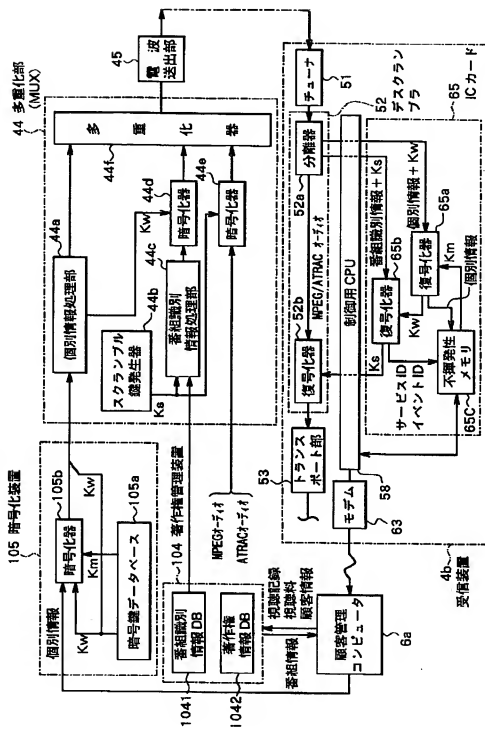 44 多重化部
(MUX)
多重化器
44f
45
電波
送出部
44a
個別情報処理部
Kw
44d
暗号化器
44e
暗号化器
44b
スクランブル
鍵発生器
44c
番組識別
情報処理部
Ks
105 暗号化装置
個別情報
105b
暗号化器
Kw
Kw
Km
105a
暗号鍵データベース
104 著作権管理装置
1041
番組識別
情報DB
1042
著作権
情報DB
MPEGオーディオ
ATRACオーディオ
番組情報
視聴記録
視聴料
顧客情報
6a
顧客管理
コンピュータ
51
チューナ
52
デスクランブラ
52a
分離器
52b
復号化器
MPEG/ATRACオーディオ
53
トランス
ポート部
制御用CPU
58
モデム
63
65
ICカード
番組識別情報+Ks
個別情報+Kw
65a
復号化器
65b
復号化器
Kw
Km
Ks
個別情報
サービスID
イベントID
不揮発性
メモリ
65C
4b
受信装置